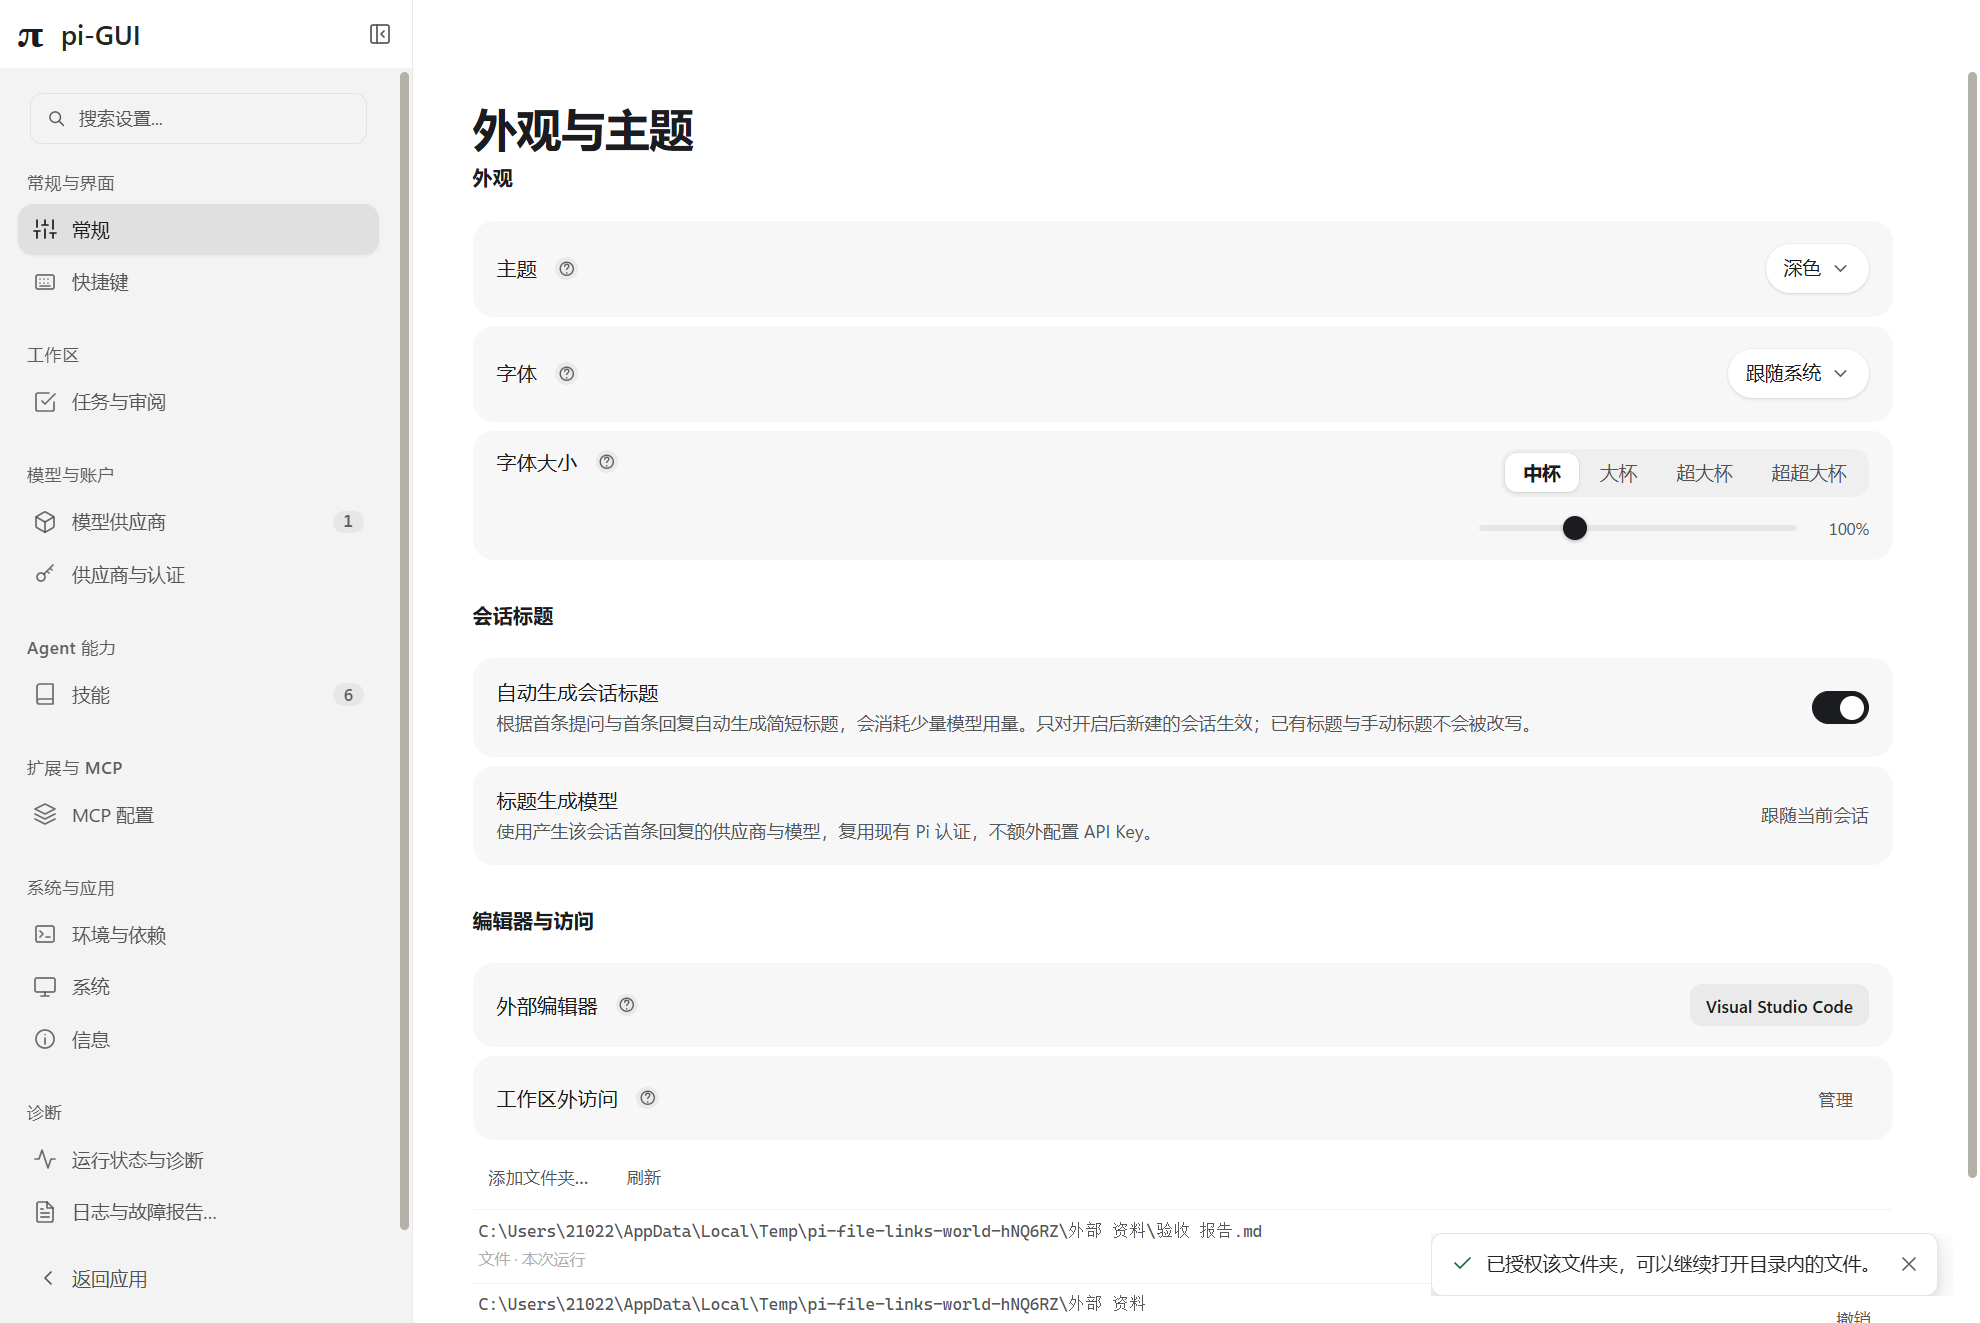 π pi-GUI
搜索设置...
常规与界面
常规
快捷键
工作区
任务与审阅
模型与账户
模型供应商 1
供应商与认证
Agent 能力
技能 6
扩展与 MCP
MCP 配置
系统与应用
环境与依赖
系统
信息
诊断
运行状态与诊断
日志与故障报告...
返回应用
外观与主题
外观
主题 深色
字体 跟随系统
字体大小 中杯 大杯 超大杯 超超大杯
100%
会话标题
自动生成会话标题
根据首条提问与首条回复自动生成简短标题，会消耗少量模型用量。只对开启后新建的会话生效；已有标题与手动标题不会被改写。
标题生成模型
使用产生该会话首条回复的供应商与模型，复用现有 Pi 认证，不额外配置 API Key。
跟随当前会话
编辑器与访问
外部编辑器 Visual Studio Code
工作区外访问 管理
添加文件夹... 刷新
C:\Users\21022\AppData\Local\Temp\pi-file-links-world-hNQ6RZ\外部 资料\验收 报告.md
文件 · 本次运行
C:\Users\21022\AppData\Local\Temp\pi-file-links-world-hNQ6RZ\外部 资料
撤销
已授权该文件夹，可以继续打开目录内的文件。